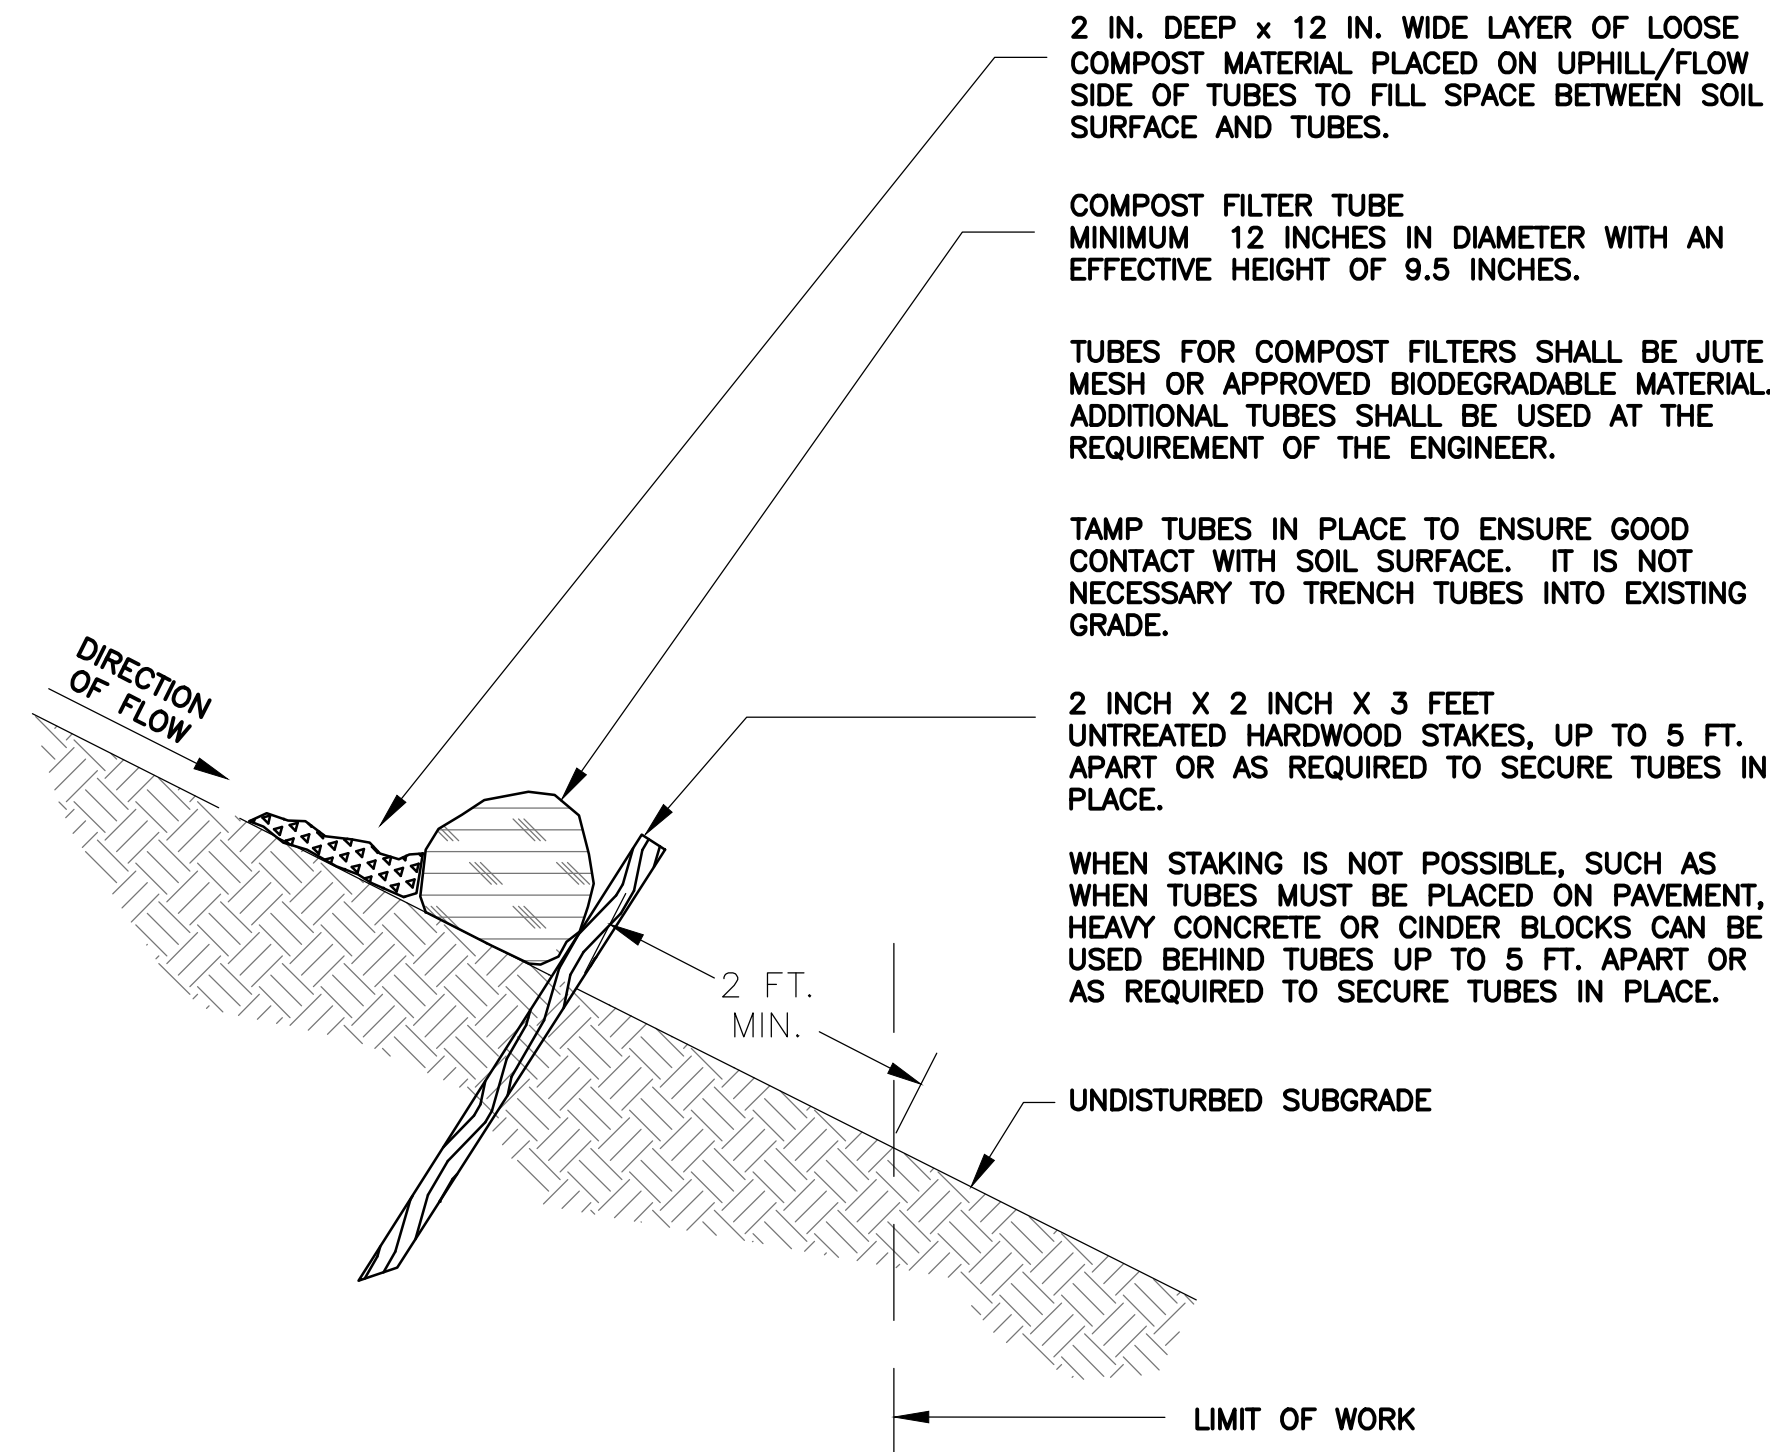 2 IN. DEEP x 12 IN. WIDE LAYER OF LOOSE
COMPOST MATERIAL PLACED ON UPHILL/FLOW
SIDE OF TUBES TO FILL SPACE BETWEEN SOIL
SURFACE AND TUBES.
COMPOST FILTER TUBE
MINIMUM 12 INCHES IN DIAMETER WITH AN
EFFECTIVE HEIGHT OF 9.5 INCHES.
TUBES FOR COMPOST FILTERS SHALL BE JUTE
MESH OR APPROVED BIODEGRADABLE MATERIAL.
ADDITIONAL TUBES SHALL BE USED AT THE
REQUIREMENT OF THE ENGINEER.
TAMP TUBES IN PLACE TO ENSURE GOOD
CONTACT WITH SOIL SURFACE. IT IS NOT
NECESSARY TO TRENCH TUBES INTO EXISTING
GRADE.
DIRECTION
OF FLOW
2 INCH X 2 INCH X 3 FEET
UNTREATED HARDWOOD STAKES, UP TO 5 FT.
APART OR AS REQUIRED TO SECURE TUBES IN
PLACE.
WHEN STAKING IS NOT POSSIBLE, SUCH AS
WHEN TUBES MUST BE PLACED ON PAVEMENT,
HEAVY CONCRETE OR CINDER BLOCKS CAN BE
USED BEHIND TUBES UP TO 5 FT. APART OR
AS REQUIRED TO SECURE TUBES IN PLACE.
2 FT.
MIN.
UNDISTURBED SUBGRADE
LIMIT OF WORK